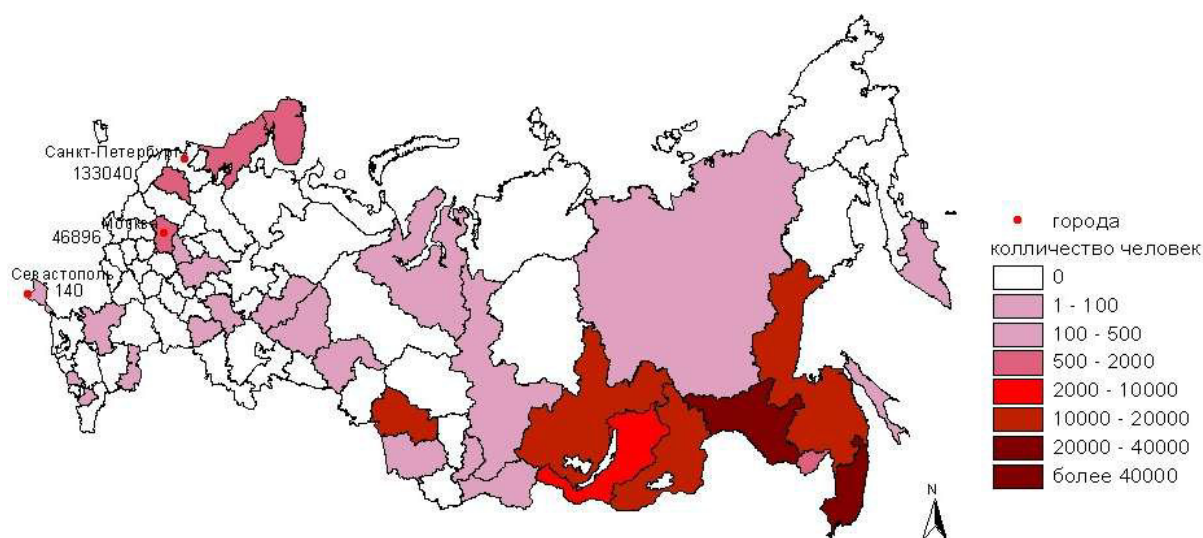 Санкт-Петербург
133040
Москва
46896
Севастополь
140
города
колличество человек
0
1 - 100
100 - 500
500 - 2000
2000 - 10000
10000 - 20000
20000 - 40000
более 40000
N